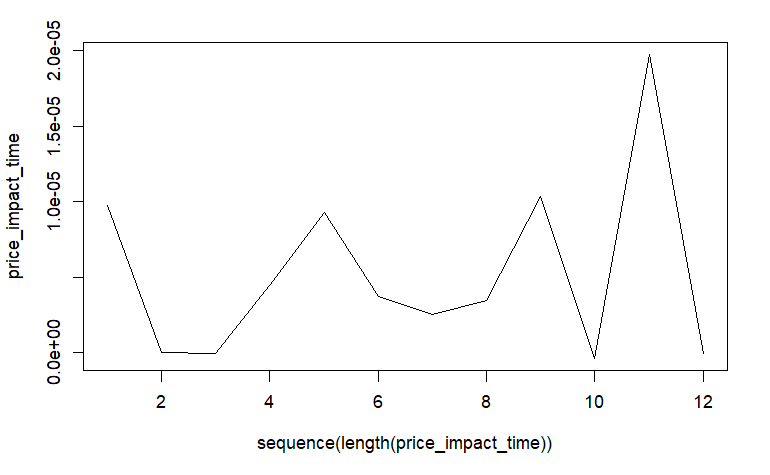 price_impact_time
2.0e-05
1.5e-05
1.0e-05
0.0e+00
2 4 6 8 10 12
sequence(length(price_impact_time))